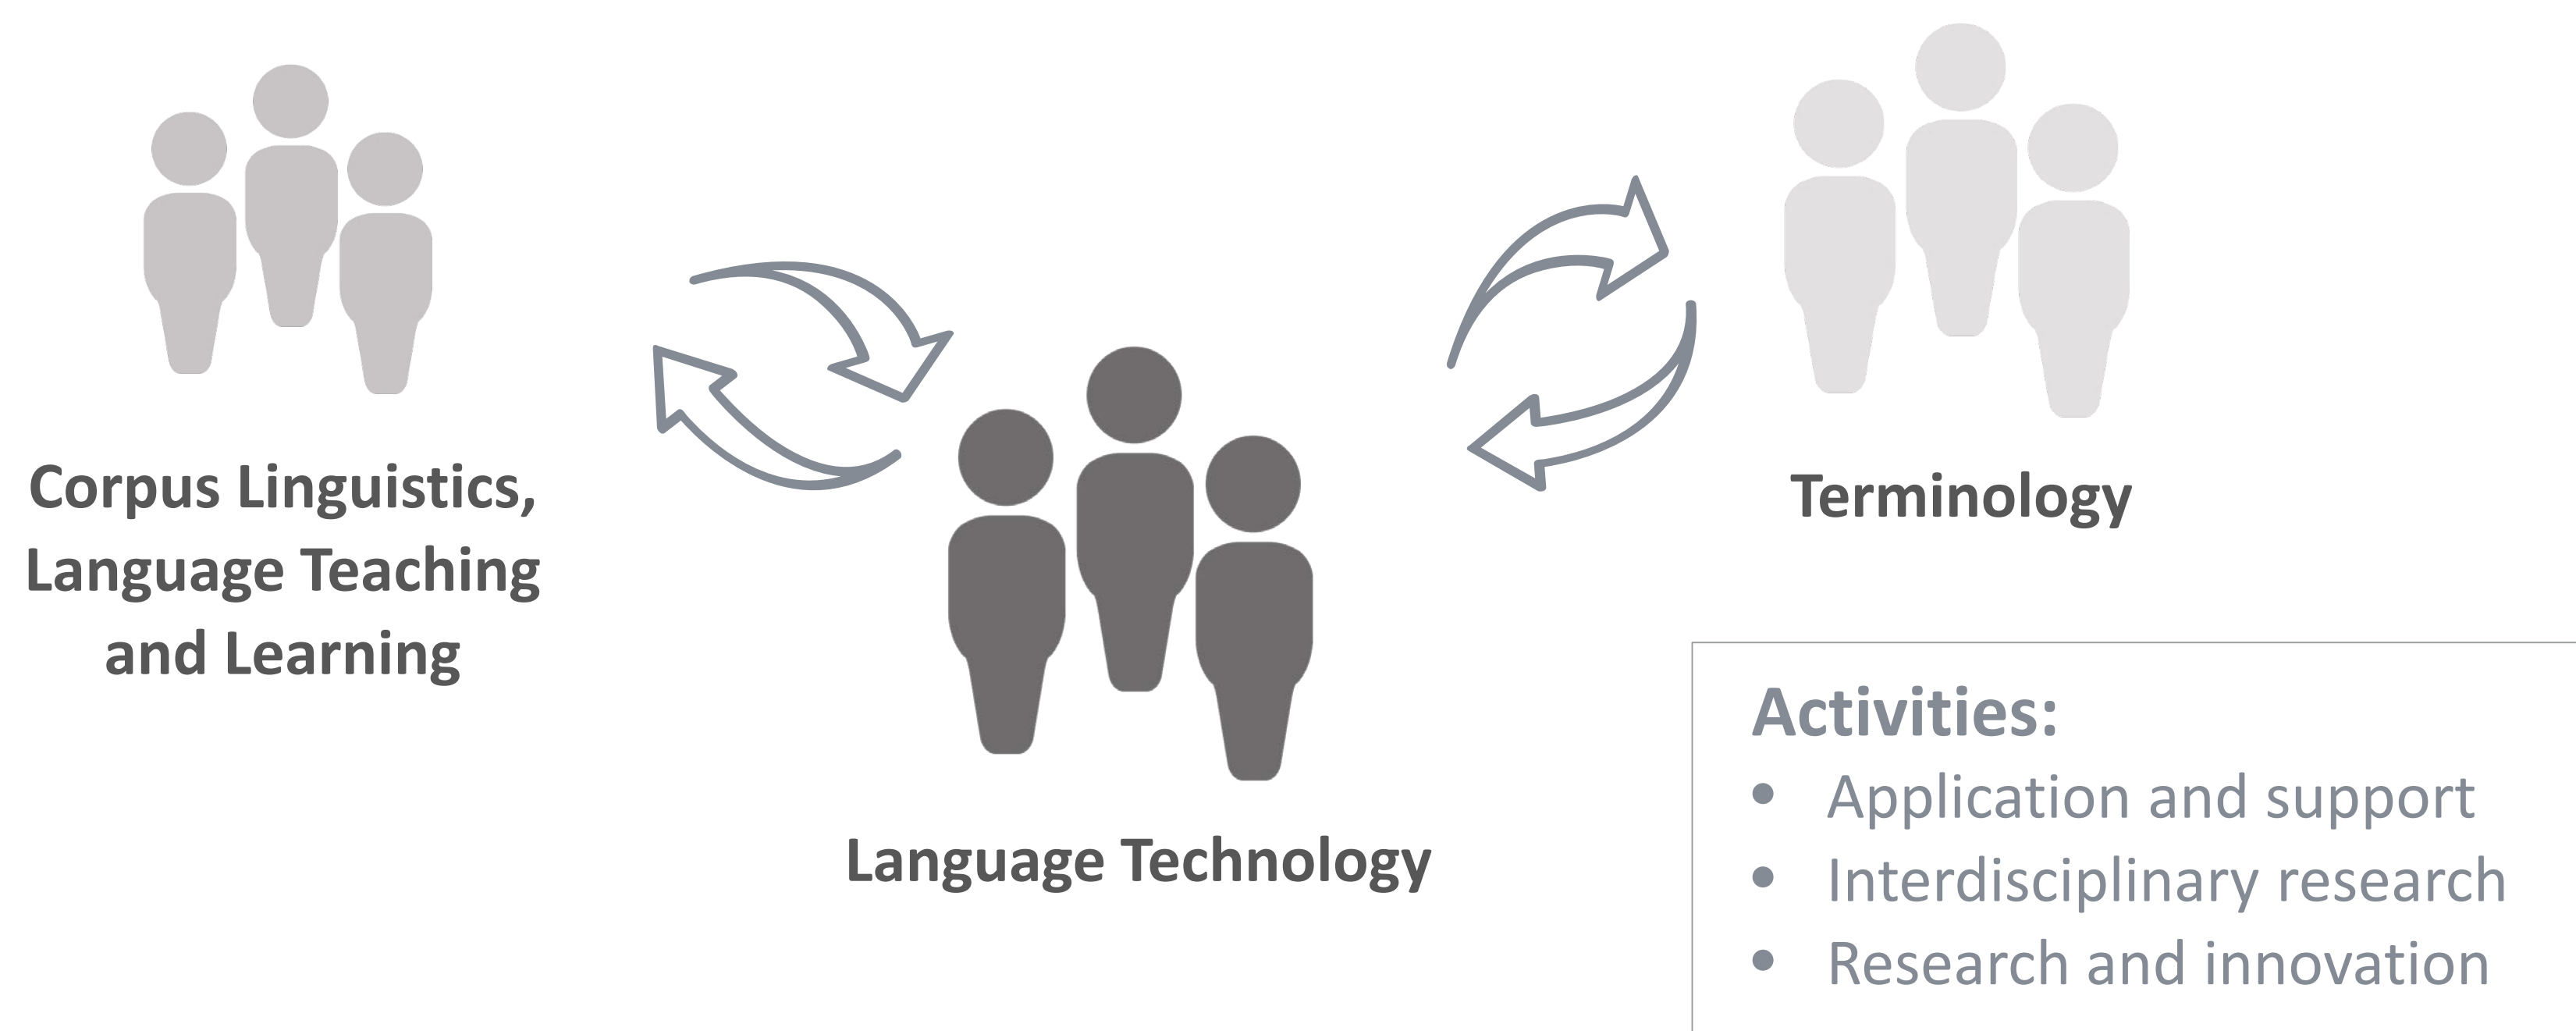 Corpus Linguistics,
Language Teaching
and Learning
Language Technology
Terminology
Activities:
• Application and support
• Interdisciplinary research
• Research and innovation